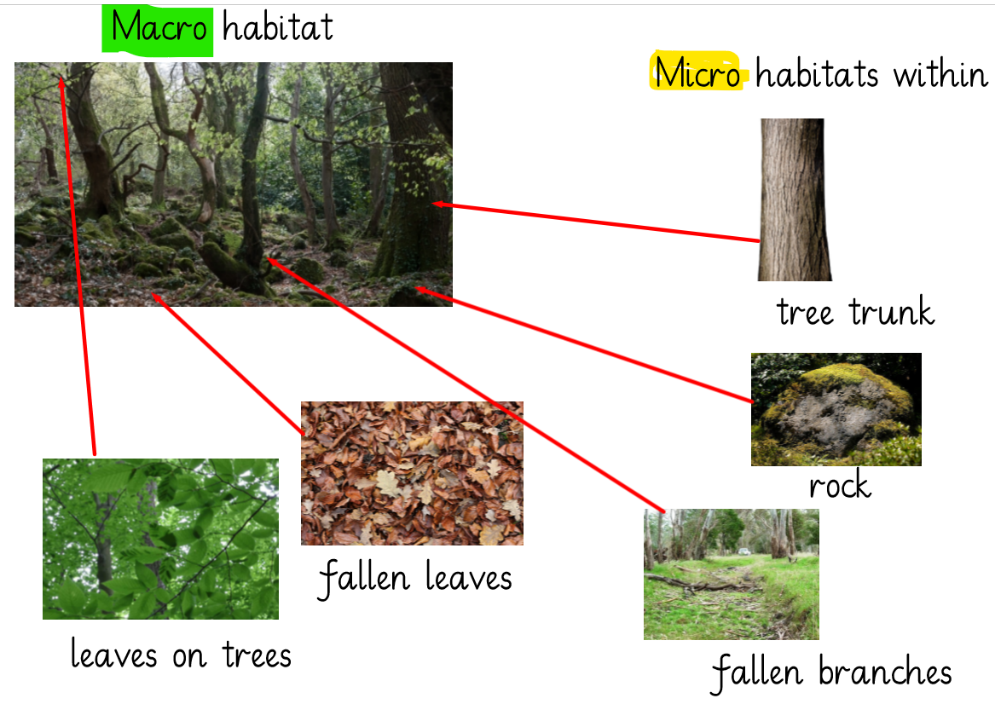 Macro habitat
Micro habitats within
tree trunk
rock
fallen leaves
leaves on trees
fallen branches